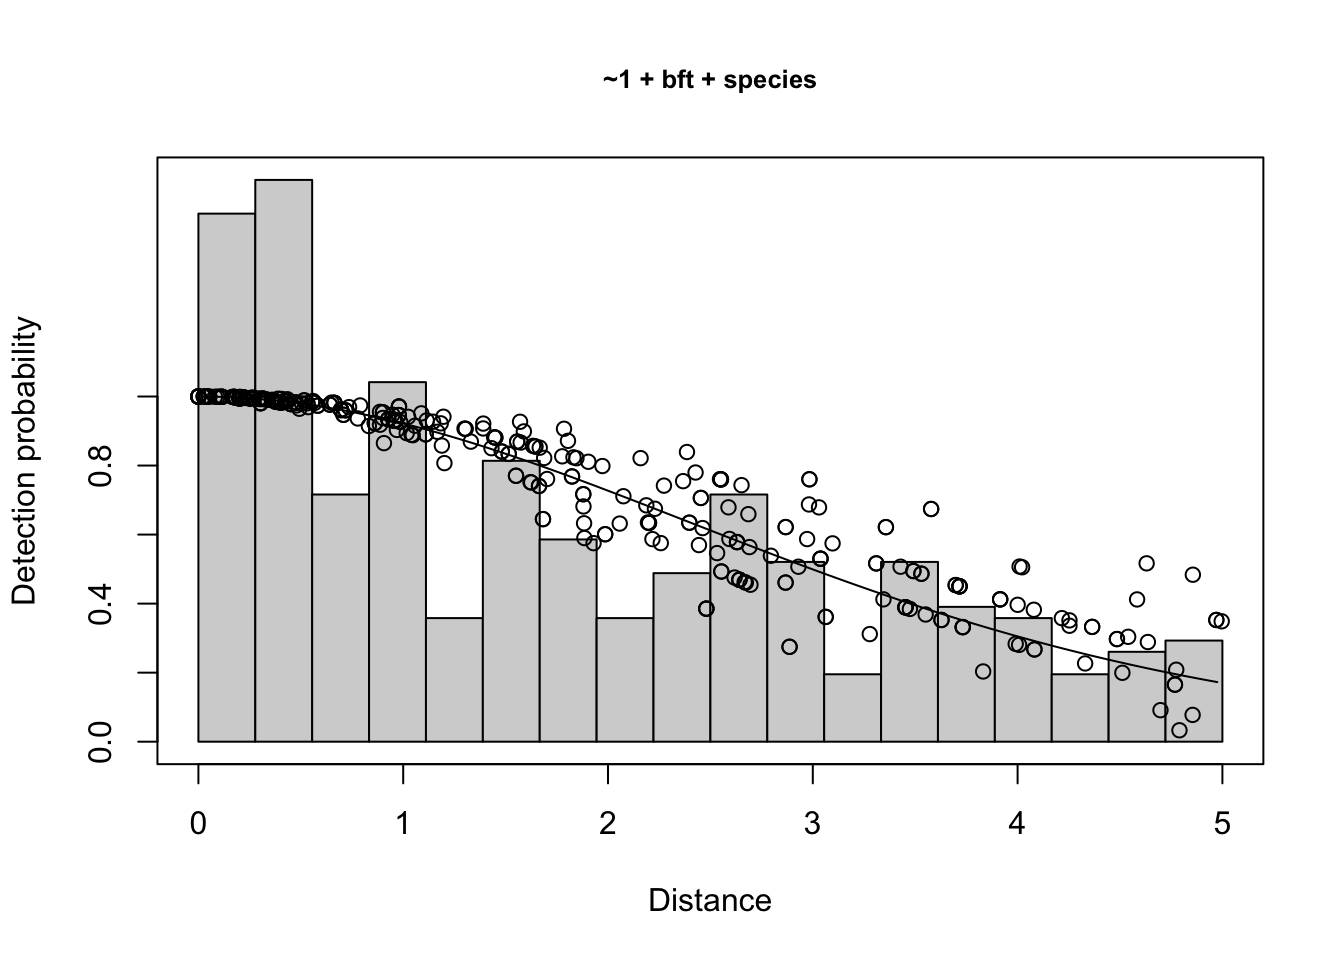 ~1 + bft + species
Detection probability
0.8
0.4
0.0
0 1 2 3 4 5
Distance